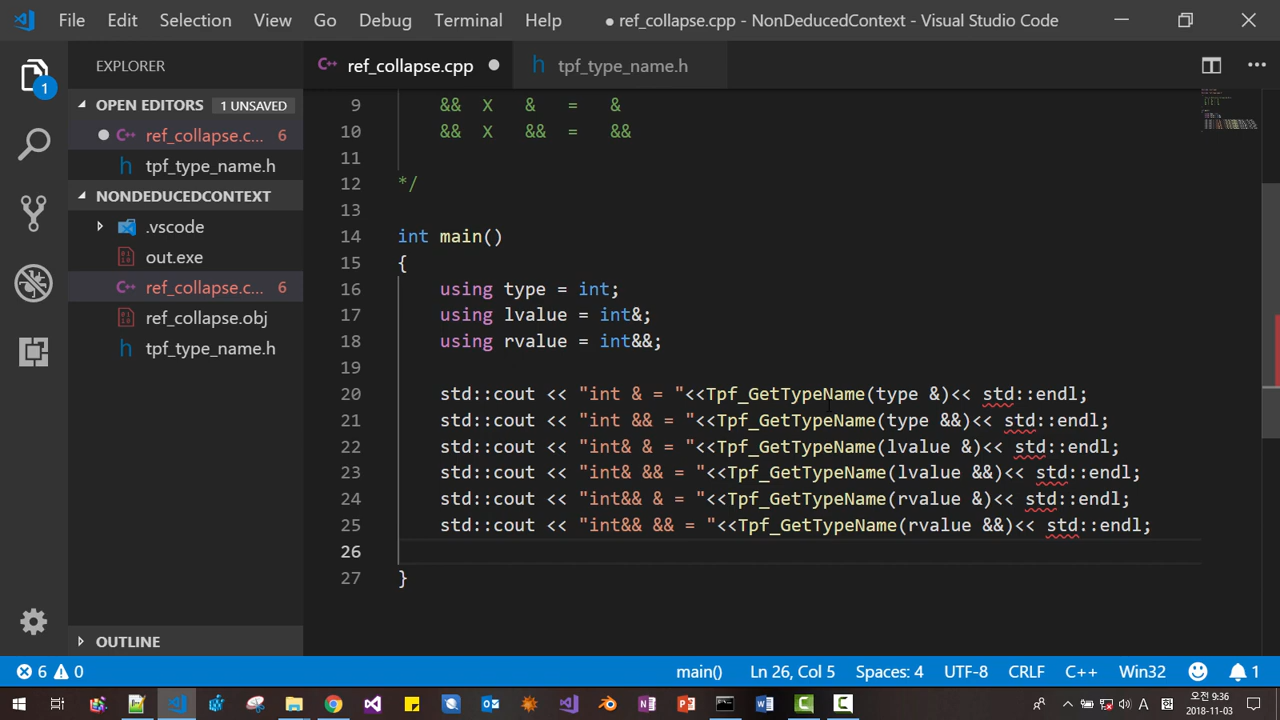 File Edit Selection View Go Debug Terminal Help ● ref_collapse.cpp - NonDeducedContext - Visual Studio Code
EXPLORER
OPEN EDITORS 1 UNSAVED
ref_collapse.c... 6
tpf_type_name.h
NONDEDUCEDCONTEXT
.vscode
out.exe
ref_collapse.c... 6
ref_collapse.obj
tpf_type_name.h
OUTLINE
1
ref_collapse.cpp tpf_type_name.h
9 && X & = &
10 && X && = &&
11
12 */
13
14 int main()
15 {
16 using type = int;
17 using lvalue = int&;
18 using rvalue = int&&;
19
20 std::cout << "int & = "<<Tpf_GetTypeName(type &)<< std::endl;
21 std::cout << "int && = "<<Tpf_GetTypeName(type &&)<< std::endl;
22 std::cout << "int& & = "<<Tpf_GetTypeName(lvalue &)<< std::endl;
23 std::cout << "int& && = "<<Tpf_GetTypeName(lvalue &&)<< std::endl;
24 std::cout << "int&& & = "<<Tpf_GetTypeName(rvalue &)<< std::endl;
25 std::cout << "int&& && = "<<Tpf_GetTypeName(rvalue &&)<< std::endl;
26
27 }
6 0 main() Ln 26, Col 5 Spaces: 4 UTF-8 CRLF C++ Win32 1
A 오전 9:36
2018-11-03